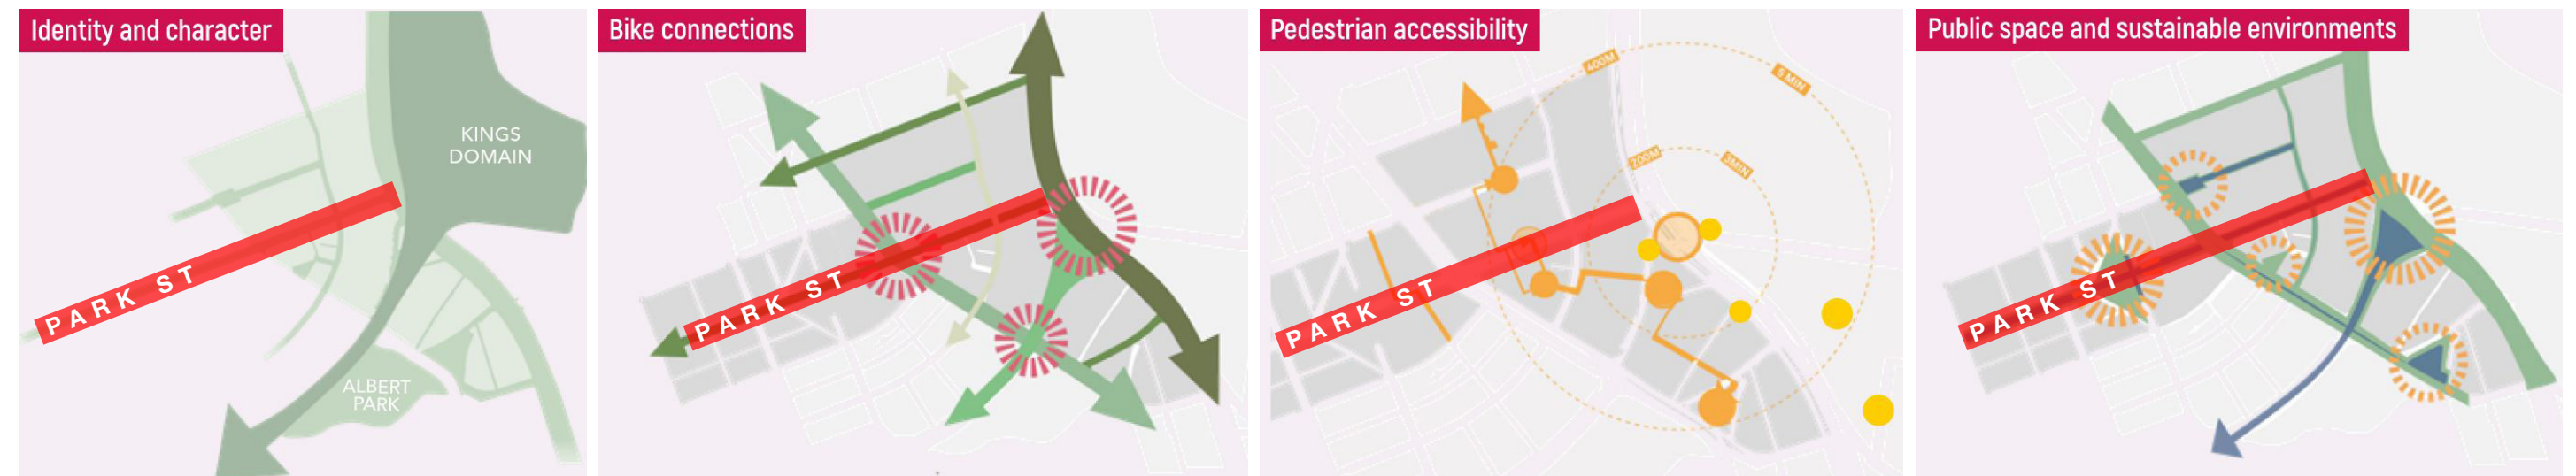 Identity and character
KINGS
DOMAIN
PARK ST
ALBERT
PARK
Bike connections
PARK ST
Pedestrian accessibility
400M
5 MIN
200M
3MIN
PARK ST
Public space and sustainable environments
PARK ST